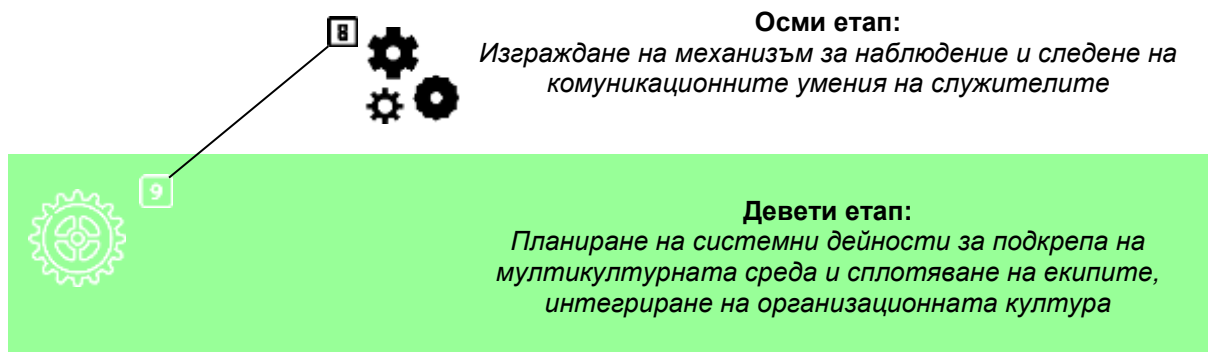 8
Осми етап:
Изграждане на механизъм за наблюдение и следене на
комуникационните умения на служителите
9
Девети етап:
Планиране на системни дейности за подкрепа на
мултикултурната среда и сплотяване на екипите,
интегриране на организационната култура